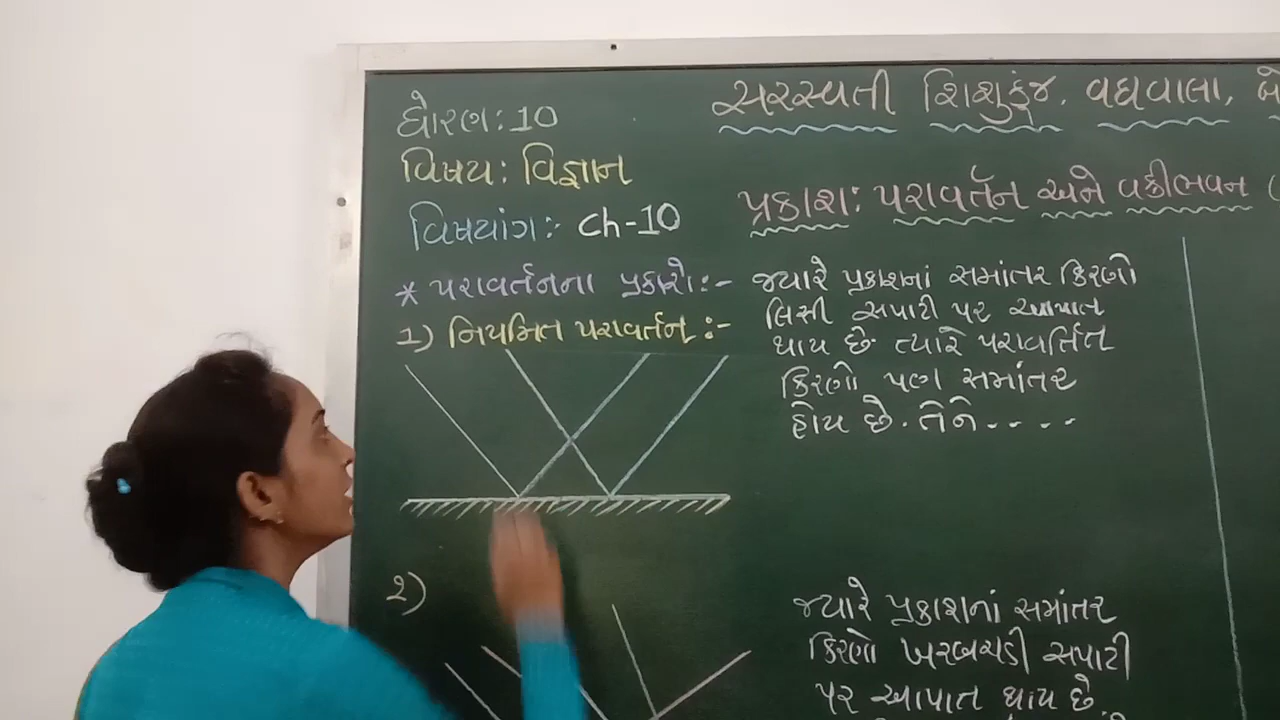 સરસ્વતી શિશુકુંજ, વઘવાલા,
ધોરણ: 10
વિષય: વિજ્ઞાન
વિષયાંગ:- Ch-10
પ્રકાશ: પરાવર્તન અને વક્રીભવન (
* પરાવર્તનના પ્રકારો:-
1) નિયમિત પરાવર્તન:-
જ્યારે પ્રકાશનાં સમાંતર કિરણો
લિસી સપાટી પર આપાત
થાય છે ત્યારે પરાવર્તિત
કિરણો પણ સમાંતર
હોય છે. તેને....
2)
જ્યારે પ્રકાશનાં સમાંતર
કિરણો ખરબચડી સપાટી
પર આપાત થાય છે